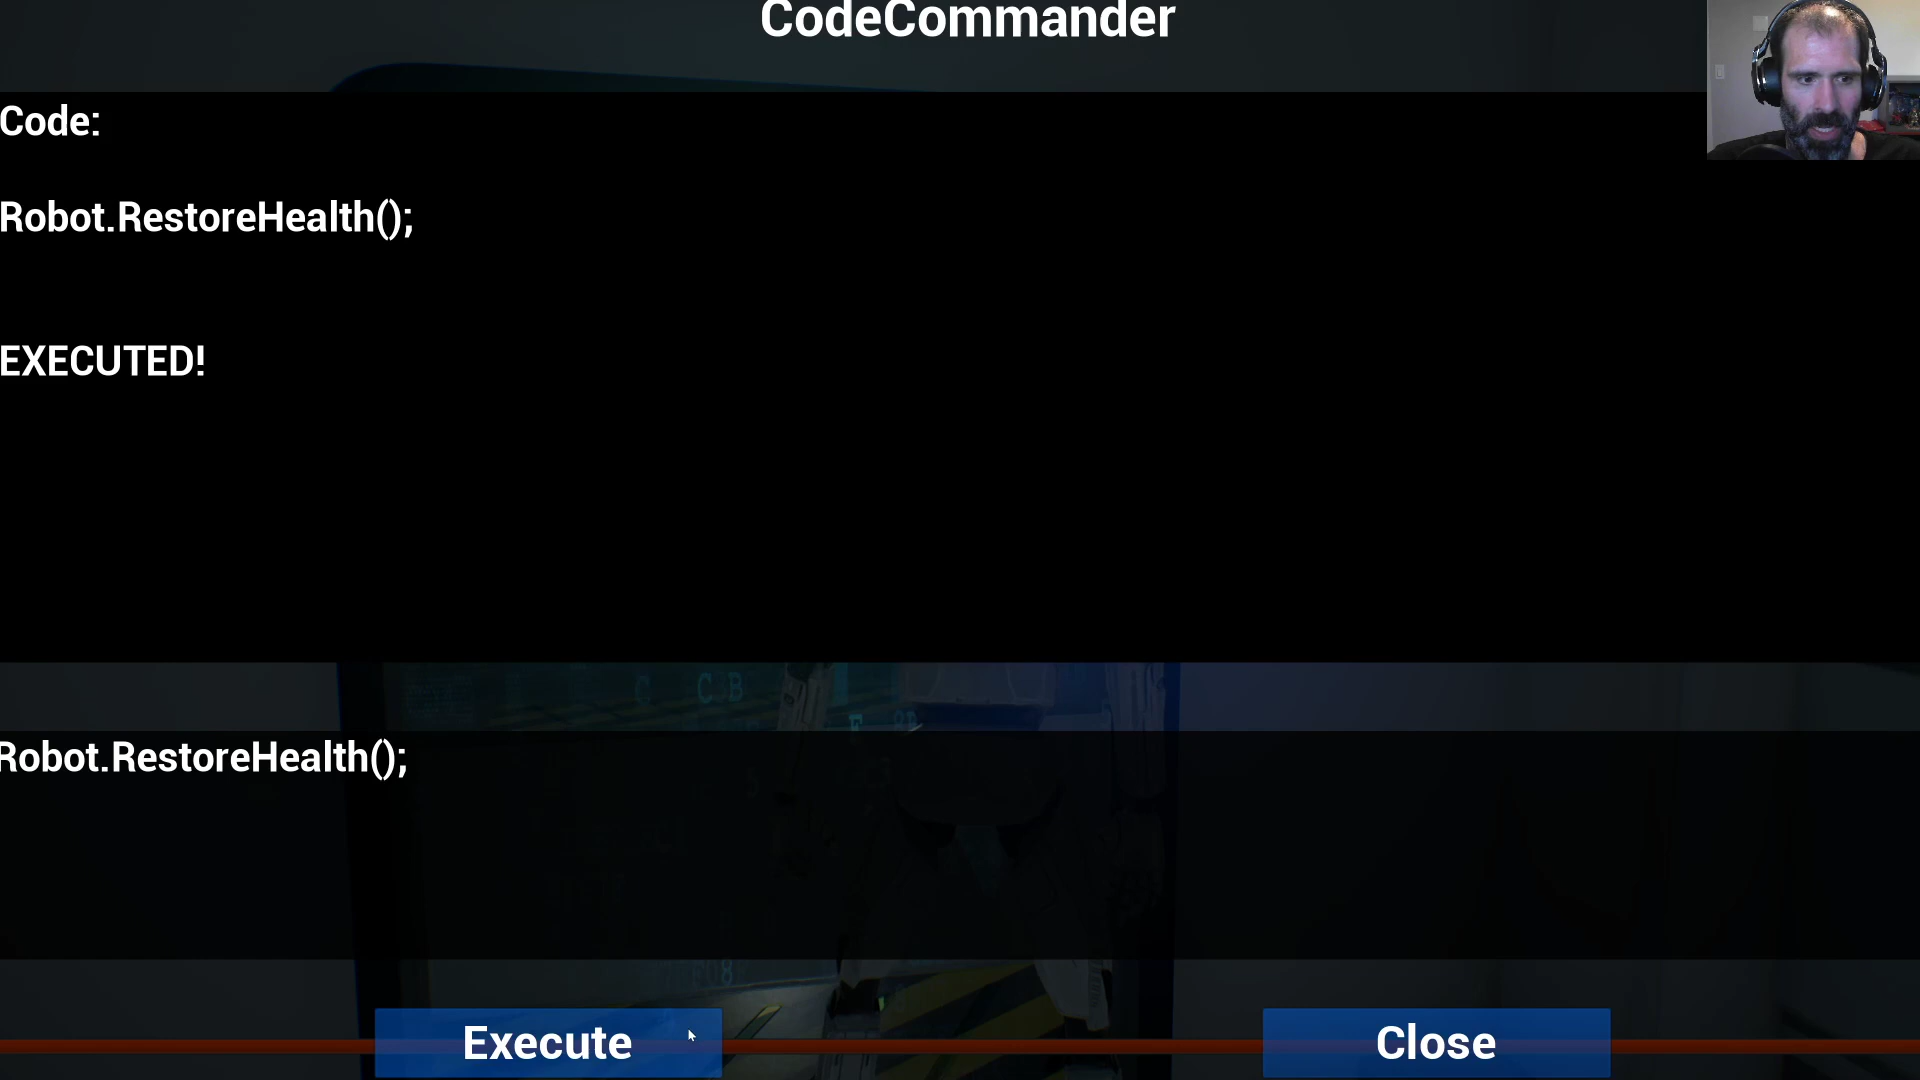 CodeCommander
Code:
Robot.RestoreHealth();
EXECUTED!
C C B
Robot.RestoreHealth();
Execute
Close